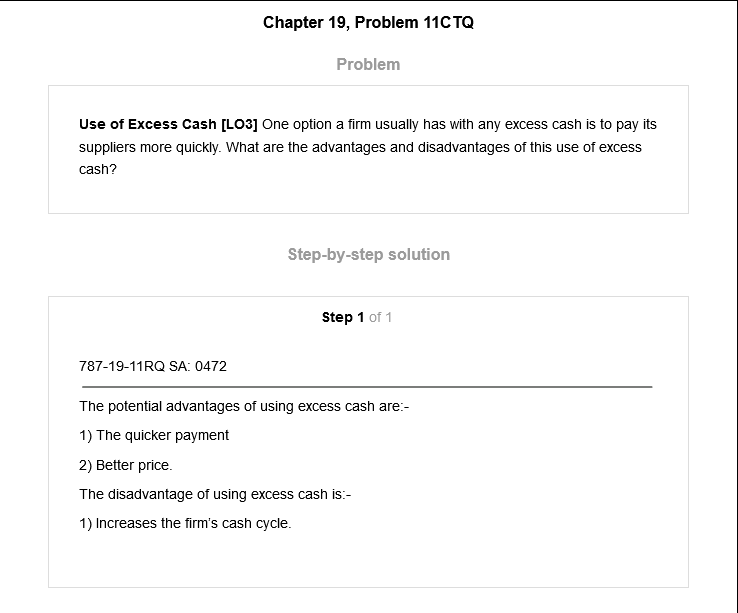 Chapter 19, Problem 11CTQ
Problem
Use of Excess Cash [LO3] One option a firm usually has with any excess cash is to pay its
suppliers more quickly. What are the advantages and disadvantages of this use of excess
cash?
Step-by-step solution
Step 1 of 1
787-19-11RQ SA: 0472
The potential advantages of using excess cash are:-
1) The quicker payment
2) Better price.
The disadvantage of using excess cash is:-
1) Increases the firm's cash cycle.